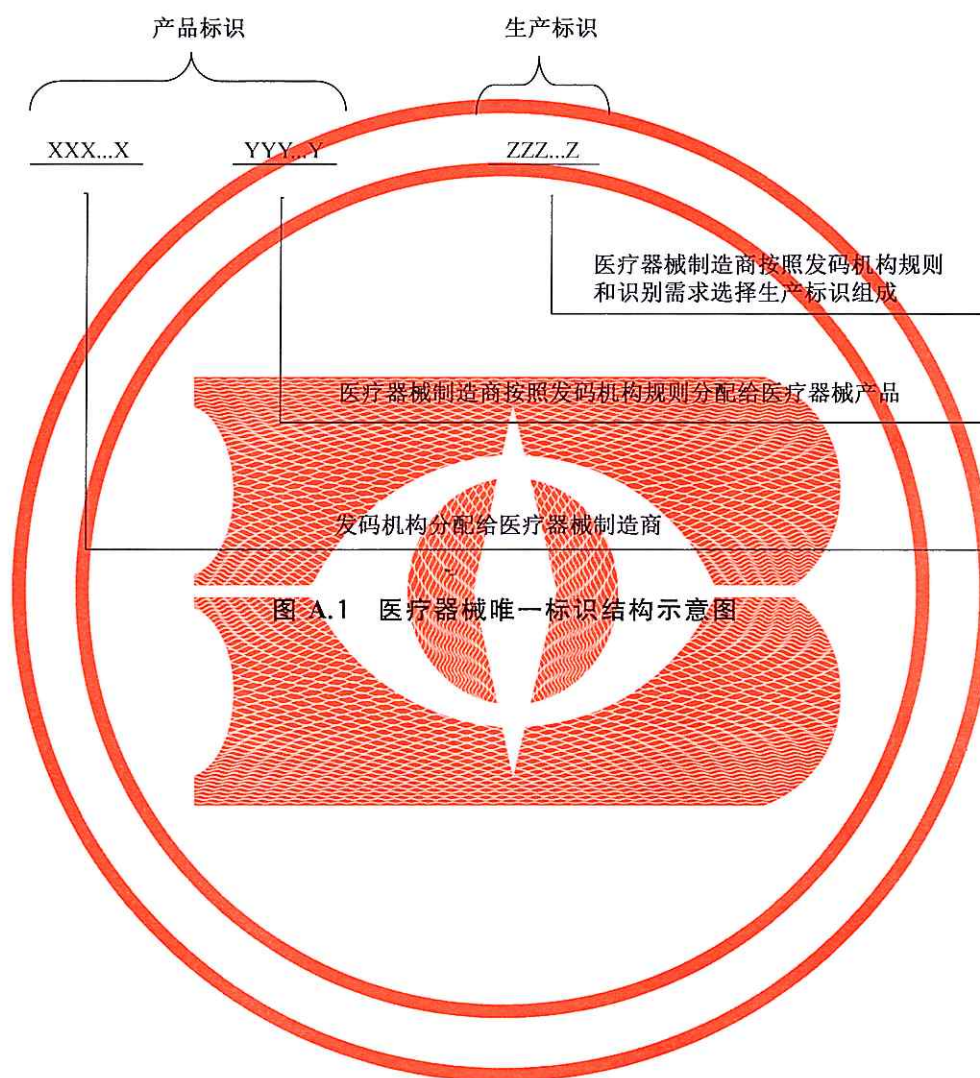 产品标识 生产标识
XXX...X YYY...Y ZZZ...Z
医疗器械制造商按照发码机构规则
和识别需求选择生产标识组成
医疗器械制造商按照发码机构规则分配给医疗器械产品
发码机构分配给医疗器械制造商
图 A.1 医疗器械唯一标识结构示意图